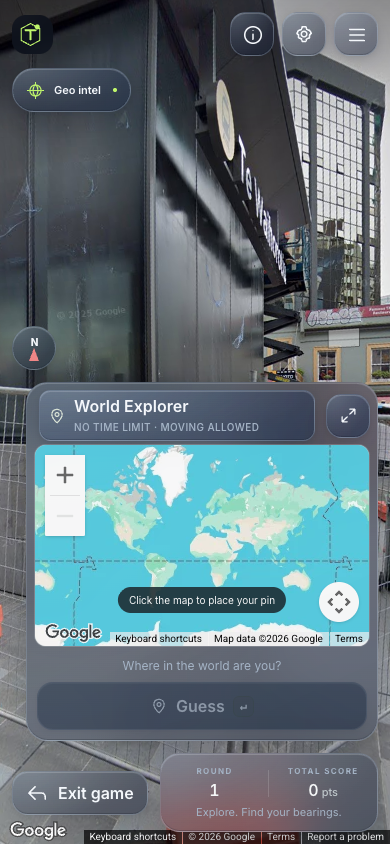 Geo intel
© 2025 Google
N
World Explorer
NO TIME LIMIT · MOVING ALLOWED
Click the map to place your pin
Google
Keyboard shortcuts
Map data ©2026 Google
Terms
Where in the world are you?
Guess
ROUND
1
TOTAL SCORE
0 pts
Explore. Find your bearings.
Exit game
Google
Keyboard shortcuts
© 2026 Google
Terms
Report a problem